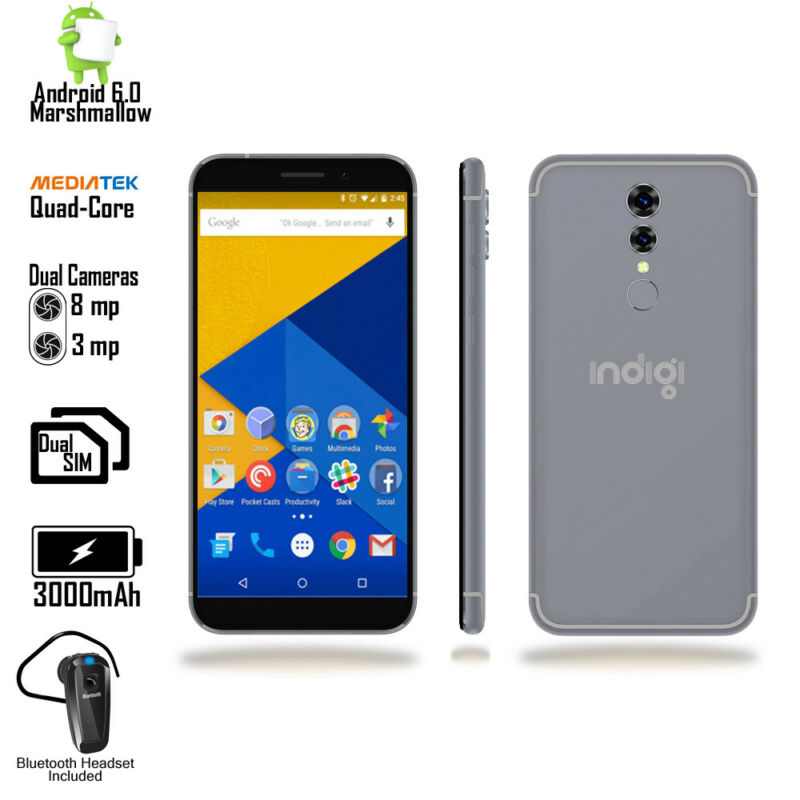 Android 6.0
Marshmallow
MEDIATEK
Quad-Core
Dual Cameras
8 mp
3 mp
Dual
SIM
3000mAh
Bluetooth
Bluetooth Headset
Included
2:45
Google
"Ok Google... Send an email"
Camera Clock Games Multimedia Photos
Play Store Pocket Casts Productivity Slack Social
indigi